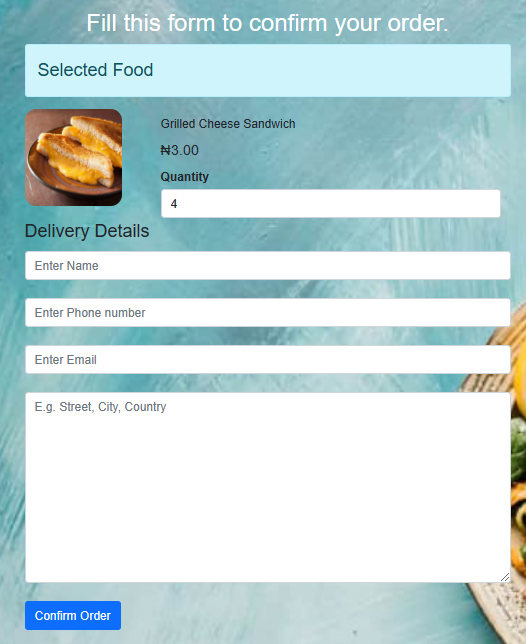 Fill this form to confirm your order.
Selected Food
Grilled Cheese Sandwich
₦3.00
Quantity
4
Delivery Details
Enter Name
Enter Phone number
Enter Email
E.g. Street, City, Country
Confirm Order